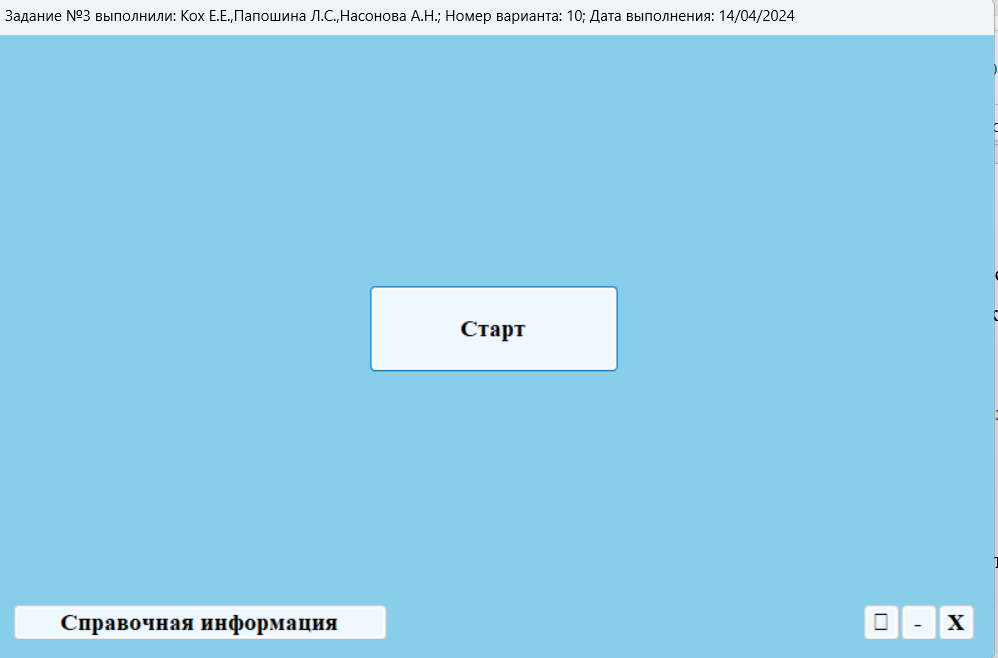 Задание №3 выполнили: Кох Е.Е.,Папошина Л.С.,Насонова А.Н.; Номер варианта: 10; Дата выполнения: 14/04/2024
Старт
Справочная информация
- X